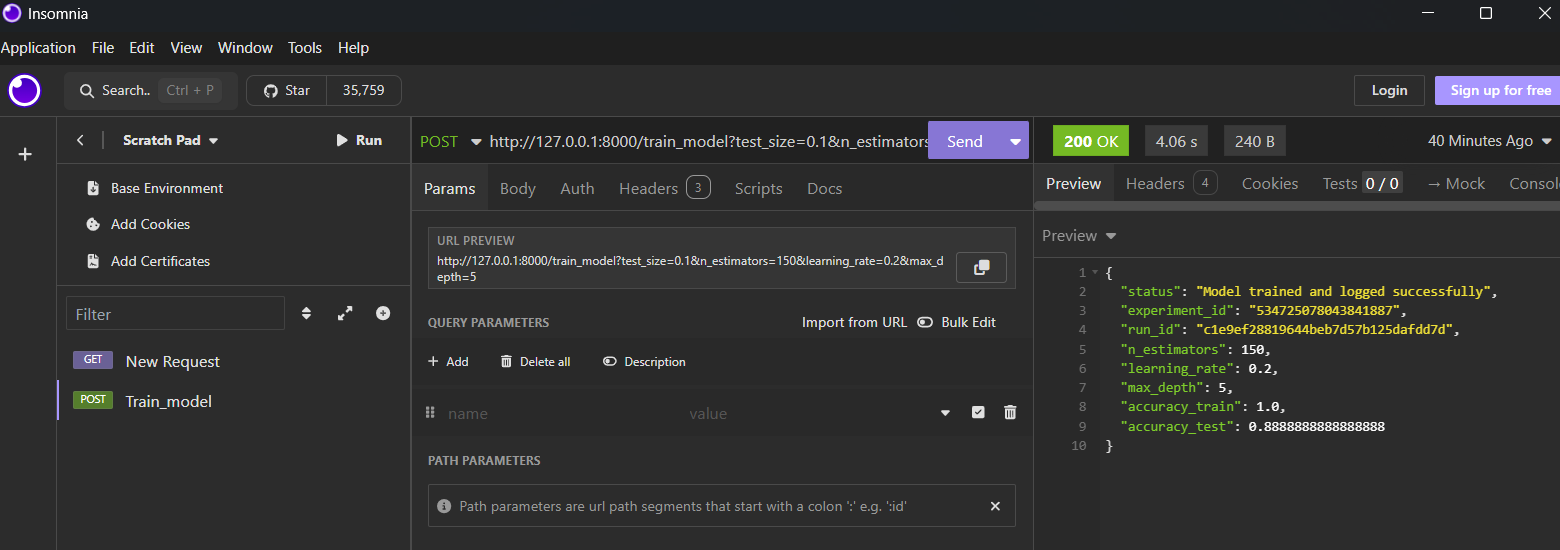 Insomnia
Application File Edit View Window Tools Help
Search.. Ctrl + P Star 35,759 Login Sign up for free
Scratch Pad Run
Base Environment
Add Cookies
Add Certificates
Filter
GET New Request
POST Train_model
POST http://127.0.0.1:8000/train_model?test_size=0.1&n_estimators Send
Params Body Auth Headers 3 Scripts Docs
URL PREVIEW
http://127.0.0.1:8000/train_model?test_size=0.1&n_estimators=150&learning_rate=0.2&max_d
epth=5
QUERY PARAMETERS Import from URL Bulk Edit
+ Add Delete all Description
name value
PATH PARAMETERS
Path parameters are url path segments that start with a colon ':' e.g. ':id'
200 OK 4.06 s 240 B 40 Minutes Ago
Preview Headers 4 Cookies Tests 0 / 0 → Mock Consol
Preview
1 {
2 "status": "Model trained and logged successfully",
3 "experiment_id": "534725078043841887",
4 "run_id": "c1e9ef28819644beb7d57b125dafdd7d",
5 "n_estimators": 150,
6 "learning_rate": 0.2,
7 "max_depth": 5,
8 "accuracy_train": 1.0,
9 "accuracy_test": 0.8888888888888888
10 }